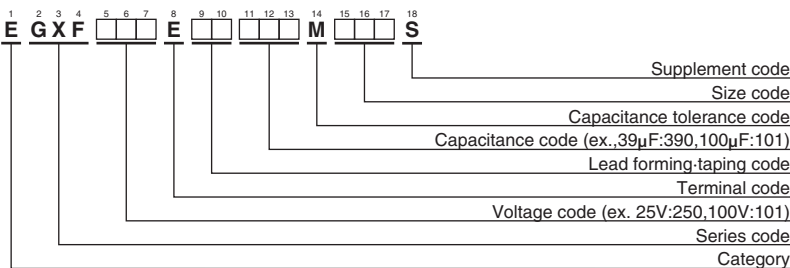 1 2 3 4 5 6 7 8 9 10 11 12 13 14 15 16 17 18
E G X F E M S
Supplement code
Size code
Capacitance tolerance code
Capacitance code (ex.,39μF:390,100μF:101)
Lead forming·taping code
Terminal code
Voltage code (ex. 25V:250,100V:101)
Series code
Category